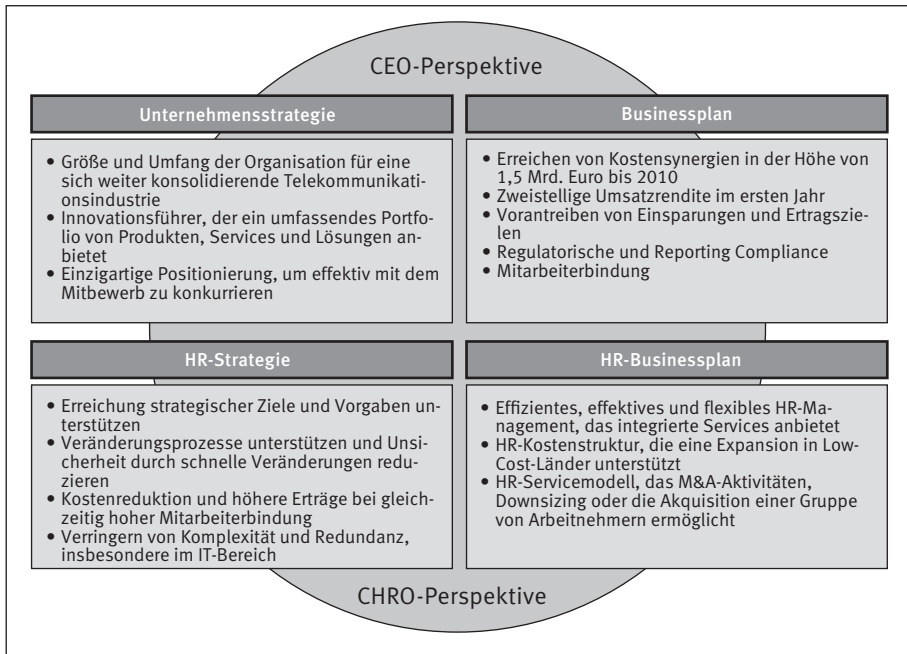 CEO-Perspektive
Unternehmensstrategie
• Größe und Umfang der Organisation für eine
sich weiter konsolidierende Telekommunikati-
onsindustrie
• Innovationsführer, der ein umfassendes Portfo-
lio von Produkten, Services und Lösungen an-
bietet
• Einzigartige Positionierung, um effektiv mit dem
Mitbewerb zu konkurrieren
Businessplan
• Erreichen von Kostensynergien in der Höhe von
1,5 Mrd. Euro bis 2010
• Zweistellige Umsatzrendite im ersten Jahr
• Vorantreiben von Einsparungen und Ertragszie-
len
• Regulatorische und Reporting Compliance
• Mitarbeiterbindung
HR-Strategie
• Erreichung strategischer Ziele und Vorgaben un-
terstützen
• Veränderungsprozesse unterstützen und Unsi-
cherheit durch schnelle Veränderungen redu-
zieren
• Kostenreduktion und höhere Erträge bei gleich-
zeitig hoher Mitarbeiterbindung
• Verringern von Komplexität und Redundanz,
insbesondere im IT-Bereich
HR-Businessplan
• Effizientes, effektives und flexibles HR-Ma-
nagement, das integrierte Services anbietet
• HR-Kostenstruktur, die eine Expansion in Low-
Cost-Länder unterstützt
• HR-Servicemodell, das M&A-Aktivitäten,
Downsizing oder die Akquisition einer Gruppe
von Arbeitnehmern ermöglicht
CHRO-Perspektive